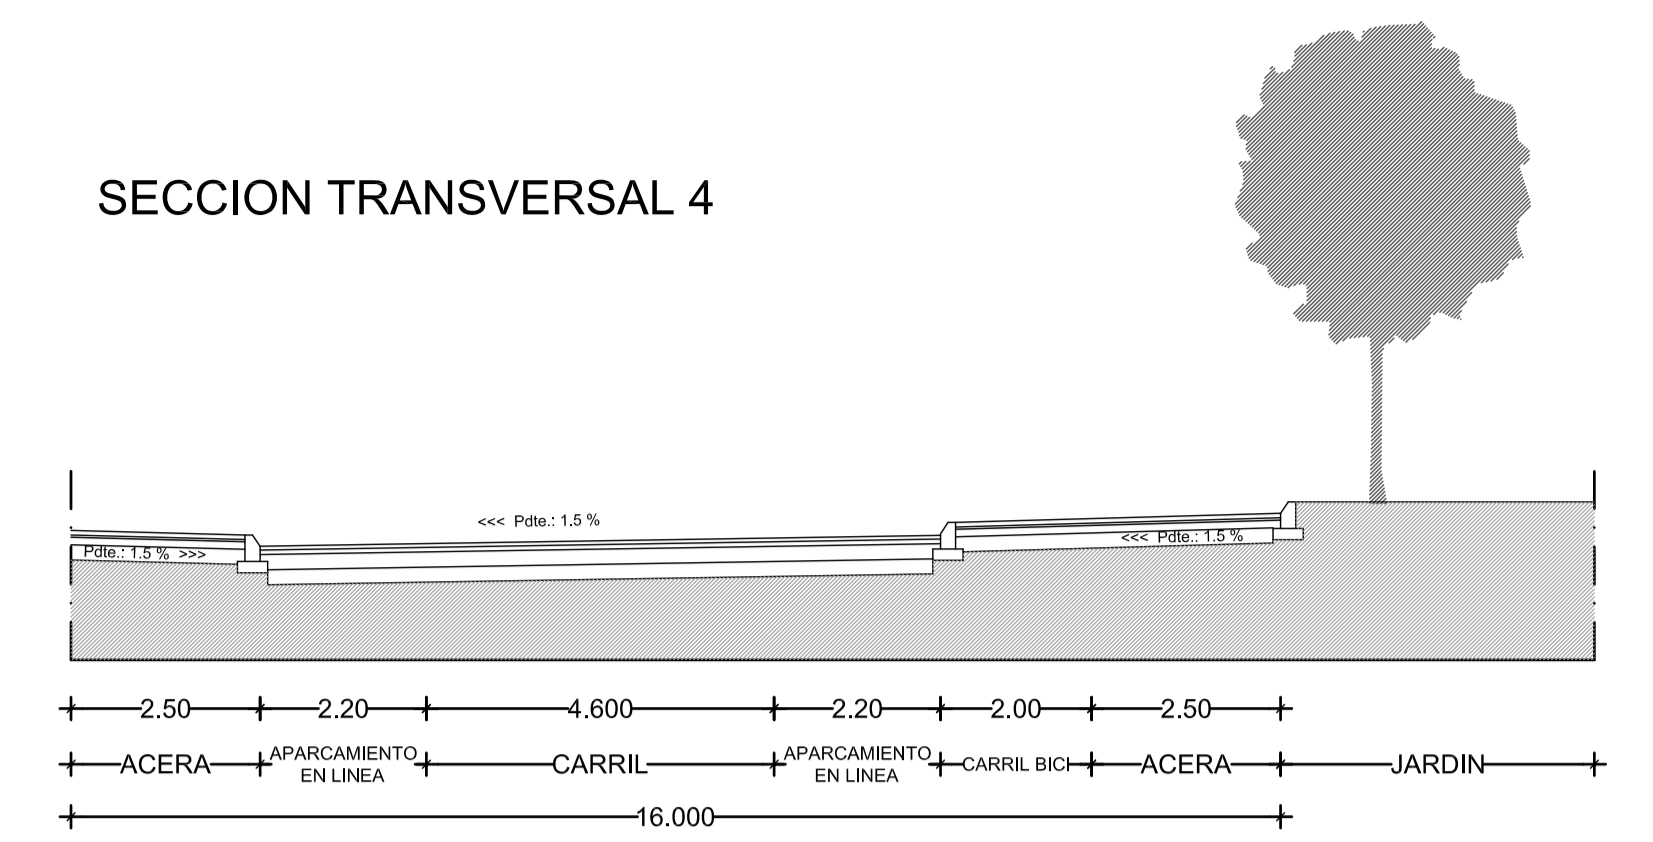 SECCION TRANSVERSAL 4
<<< Pdte.: 1.5 %
Pdte.: 1.5 % >>>
<<< Pdte.: 1.5 %
2.50 2.20 4.600 2.20 2.00 2.50
ACERA APARCAMIENTO EN LINEA CARRIL APARCAMIENTO EN LINEA CARRIL BICI ACERA JARDIN
16.000